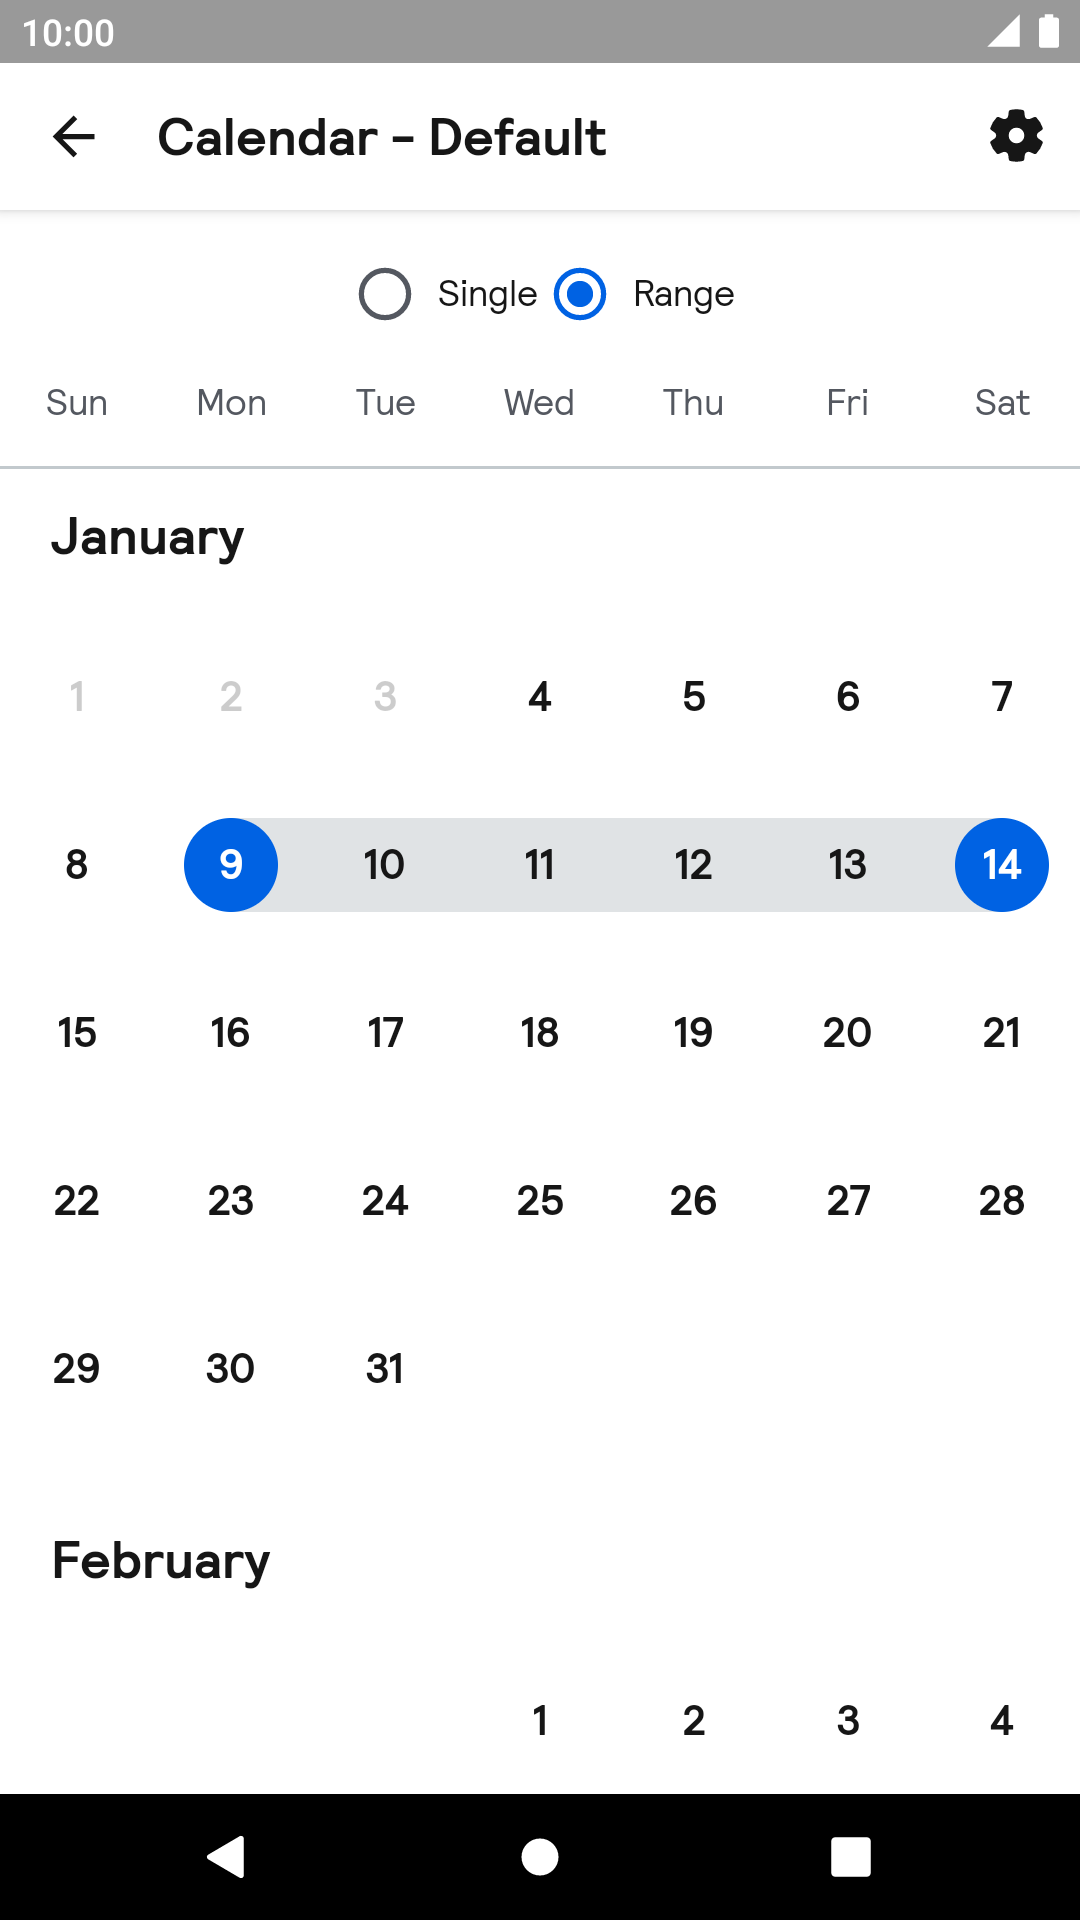 10:00
Calendar – Default
Single Range
Sun Mon Tue Wed Thu Fri Sat
January
1 2 3 4 5 6 7
8 9 10 11 12 13 14
15 16 17 18 19 20 21
22 23 24 25 26 27 28
29 30 31
February
1 2 3 4